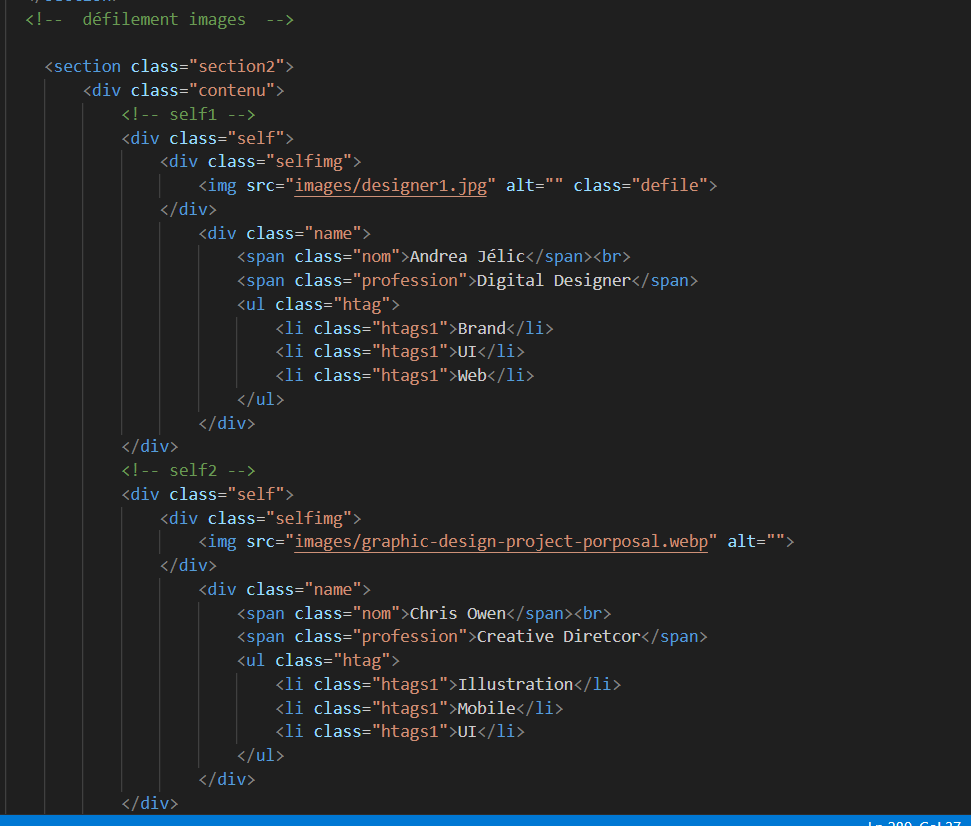 <!--  défilement images  -->
<section class="section2">
<div class="contenu">
<!-- self1 -->
<div class="self">
<div class="selfimg">
<img src="images/designer1.jpg" alt="" class="defile">
</div>
<div class="name">
<span class="nom">Andrea Jélic</span><br>
<span class="profession">Digital Designer</span>
<ul class="htag">
<li class="htags1">Brand</li>
<li class="htags1">UI</li>
<li class="htags1">Web</li>
</ul>
</div>
</div>
<!-- self2 -->
<div class="self">
<div class="selfimg">
<img src="images/graphic-design-project-porposal.webp" alt="">
</div>
<div class="name">
<span class="nom">Chris Owen</span><br>
<span class="profession">Creative Diretcor</span>
<ul class="htag">
<li class="htags1">Illustration</li>
<li class="htags1">Mobile</li>
<li class="htags1">UI</li>
</ul>
</div>
</div>